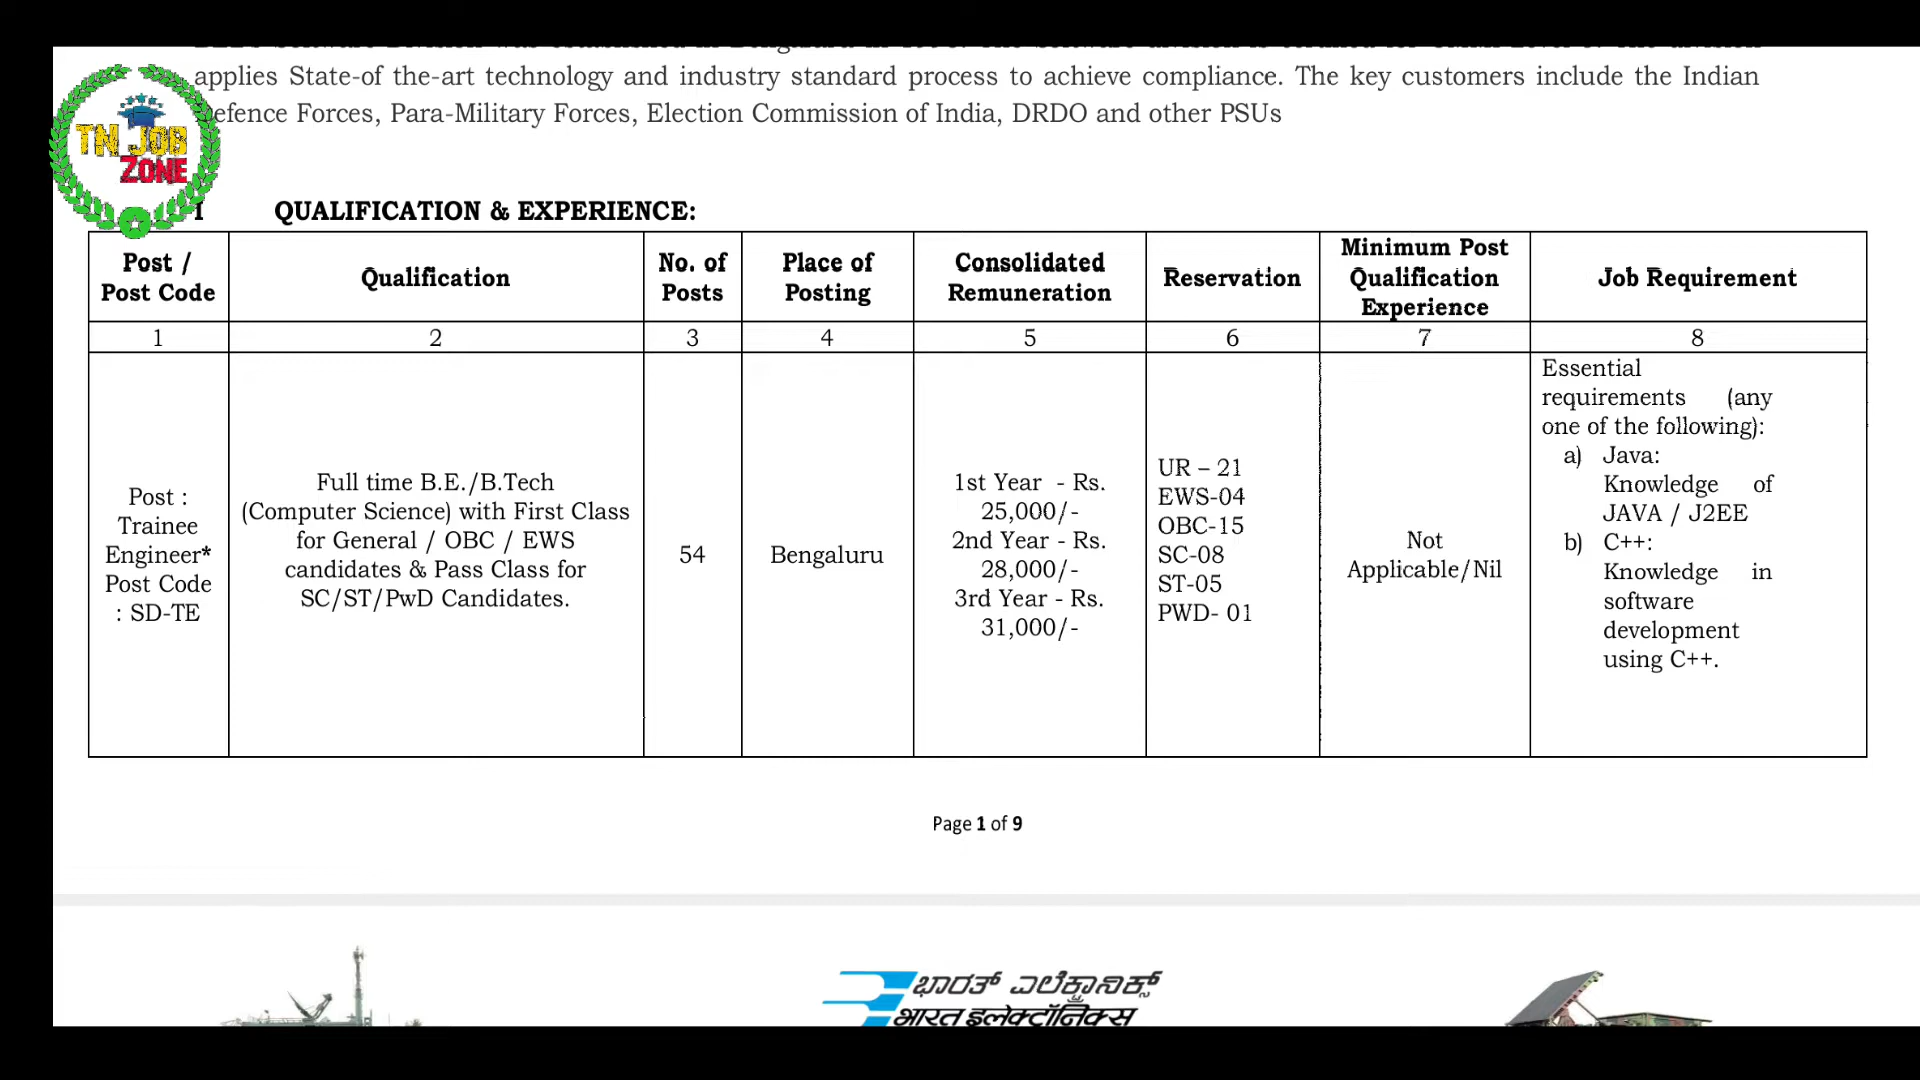 applies State-of the-art technology and industry standard process to achieve compliance. The key customers include the Indian
efence Forces, Para-Military Forces, Election Commission of India, DRDO and other PSUs
TN JOB
ZONE
I QUALIFICATION & EXPERIENCE:
Post /
Post Code
Qualification
No. of
Posts
Place of
Posting
Consolidated
Remuneration
Reservation
Minimum Post
Qualification
Experience
Job Requirement
1
2
3
4
5
6
7
8
Post :
Trainee
Engineer*
Post Code
: SD-TE
Full time B.E./B.Tech
(Computer Science) with First Class
for General / OBC / EWS
candidates & Pass Class for
SC/ST/PwD Candidates.
54
Bengaluru
1st Year - Rs.
25,000/-
2nd Year - Rs.
28,000/-
3rd Year - Rs.
31,000/-
UR – 21
EWS-04
OBC-15
SC-08
ST-05
PWD- 01
Not
Applicable/Nil
Essential
requirements (any
one of the following):
a) Java:
Knowledge of
JAVA / J2EE
b) C++:
Knowledge in
software
development
using C++.
Page 1 of 9
ಭಾರತ್ ಎಲೆಕ್ಟ್ರಾನಿಕ್ಸ್
भारत इलेक्ट्रॉनिक्स